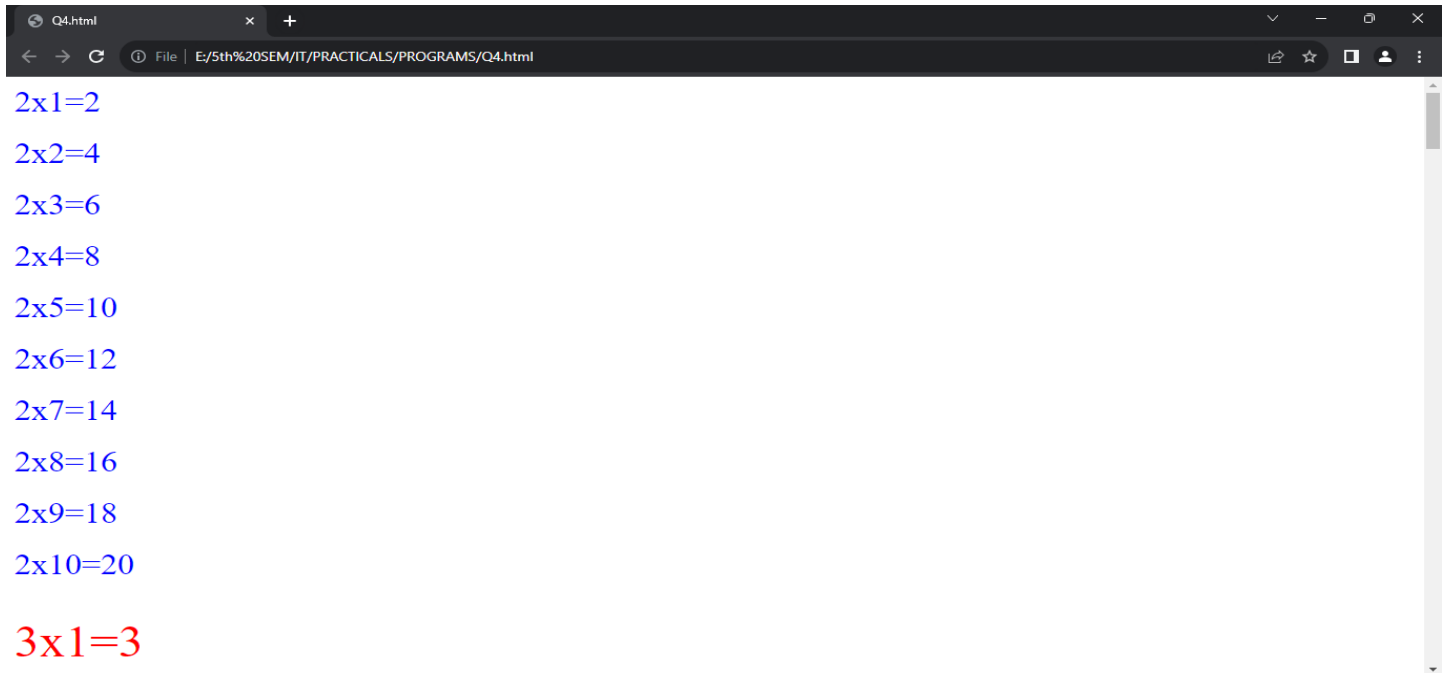 Q4.html
File | E:/5th%20SEM/IT/PRACTICALS/PROGRAMS/Q4.html
2x1=2
2x2=4
2x3=6
2x4=8
2x5=10
2x6=12
2x7=14
2x8=16
2x9=18
2x10=20
3x1=3